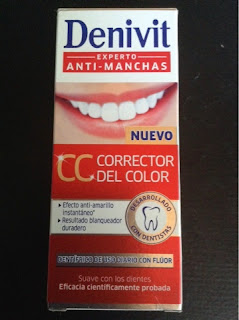 Denivit
EXPERTO
ANTI-MANCHAS
NUEVO
CC CORRECTOR
DEL COLOR
Efecto anti-amarillo
instantáneo*
Resultado blanqueador
duradero
DESARROLLADO
CON DENTISTAS
DENTÍFRICO DE USO DIARIO CON FLÚOR
Suave con los dientes
Eficacia científicamente probada